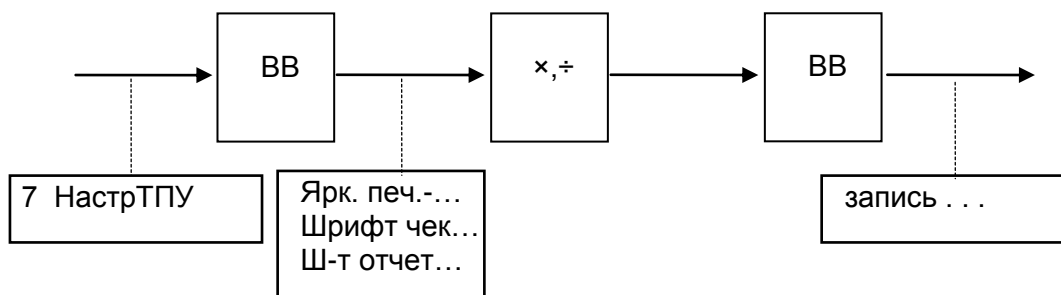 ВВ
×,÷
ВВ
7 НастрТПУ
Ярк. печ.-…
Шрифт чек…
Ш-т отчет…
запись . . .